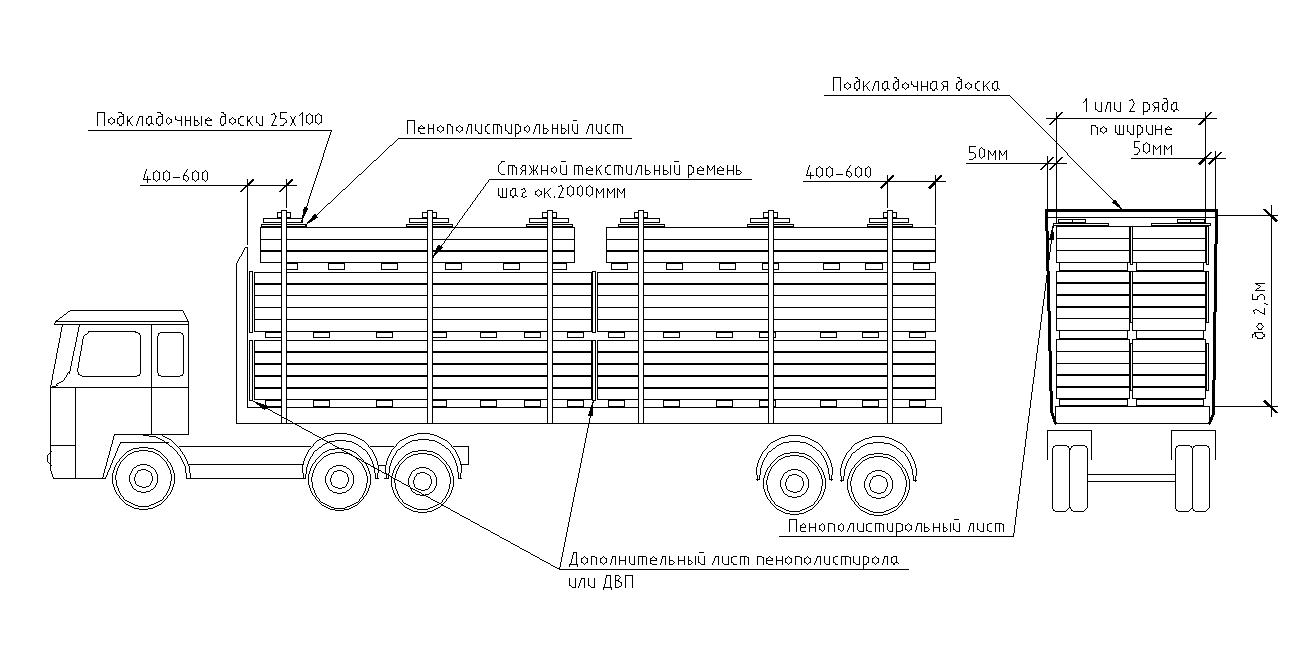 Подкладочная доска
1 или 2 ряда
по ширине
50мм
50мм
Подкладочные доски 25х100
Пенополистирольный лист
Стяжной текстильный ремень
шаг ок.2000ммм
400-600
400-600
до 2,5м
Пенополистирольный лист
Дополнительный лист пенополистирола
или ДВП